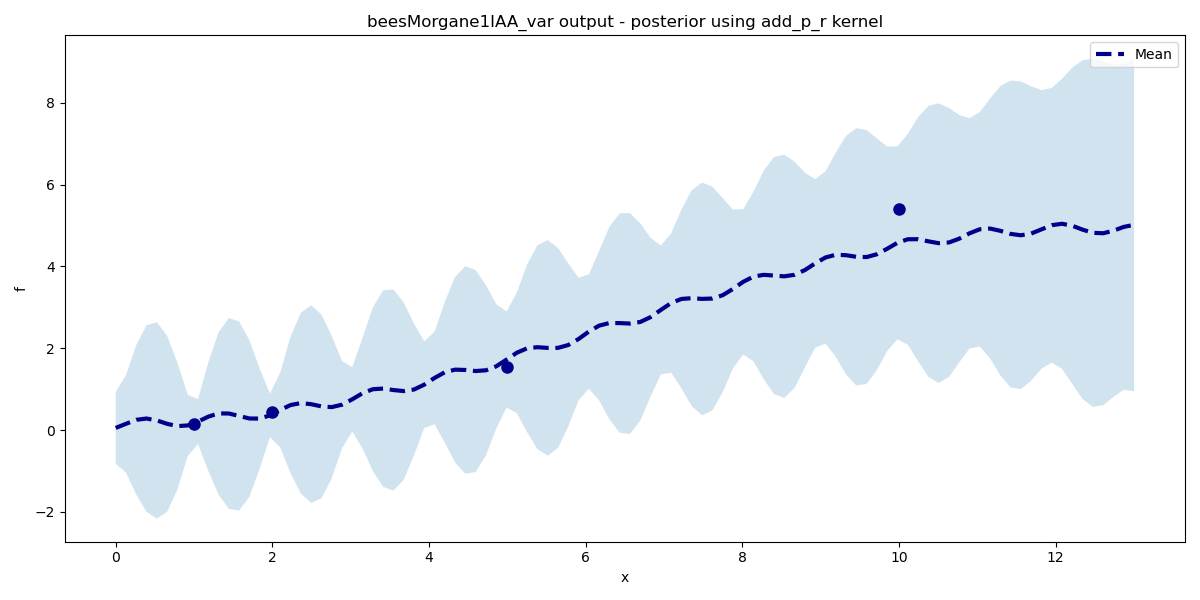 beesMorgane1IAA_var output - posterior using add_p_r kernel
Mean
f
8
6
4
2
0
−2
0 2 4 6 8 10 12
x